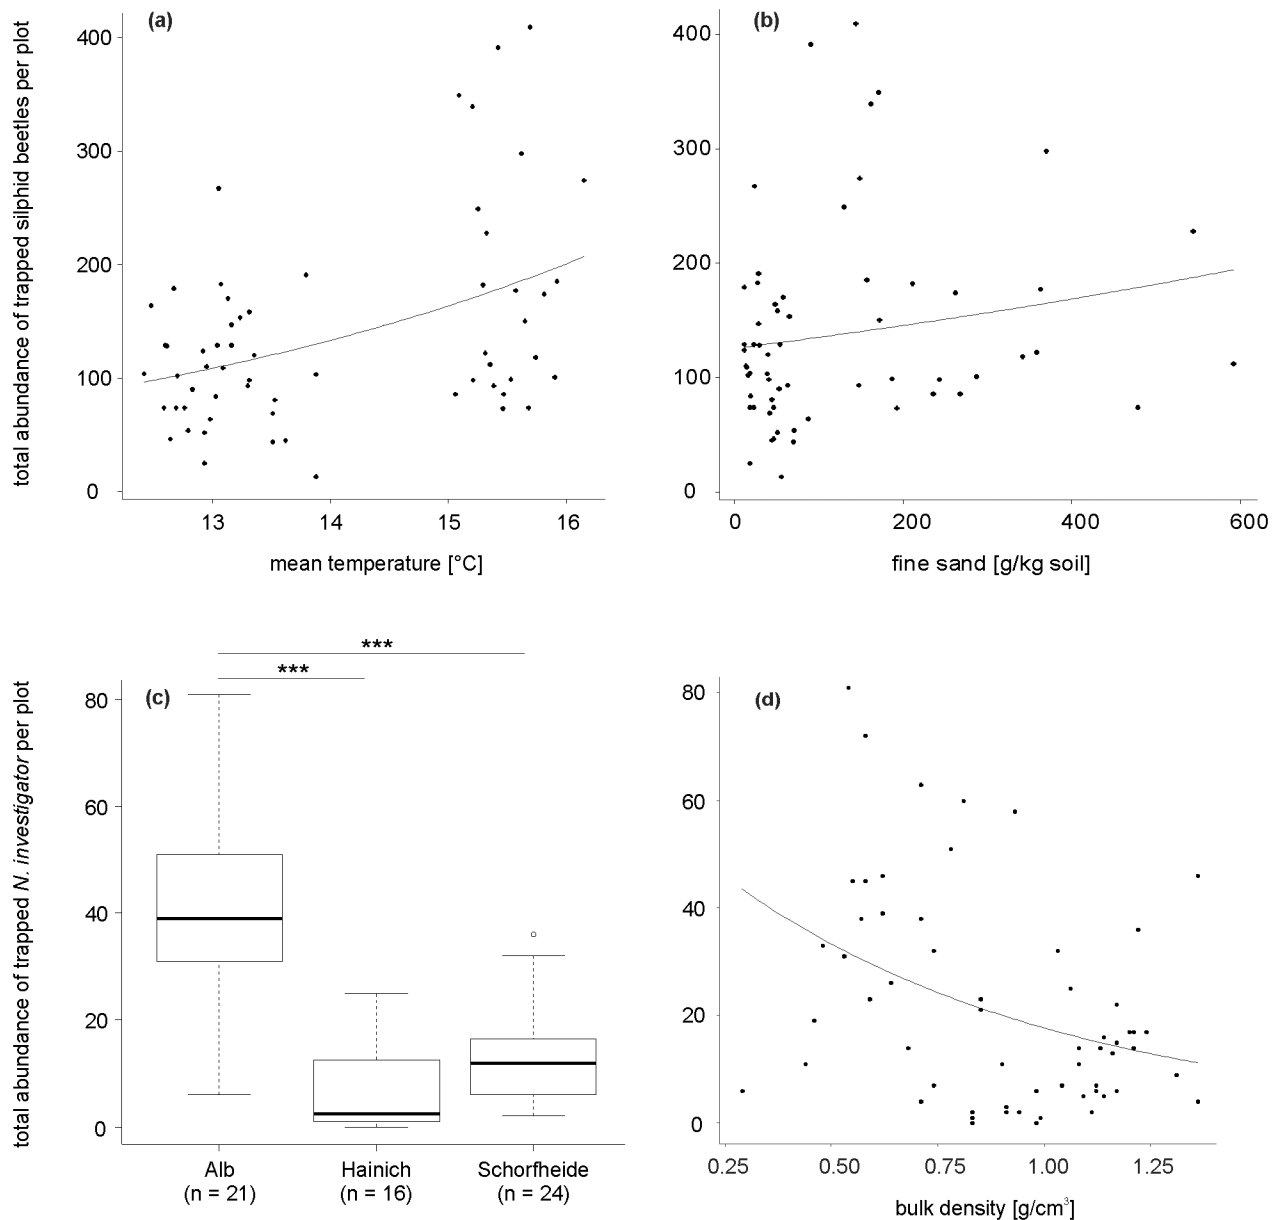 (a)
total abundance of trapped silphid beetles per plot
400
300
200
100
0
13 14 15 16
mean temperature [°C]
(b)
400
300
200
100
0
0 200 400 600
fine sand [g/kg soil]
***
***
(c)
total abundance of trapped N. investigator per plot
80
60
40
20
0
Alb Hainich Schorfheide
(n = 21) (n = 16) (n = 24)
(d)
80
60
40
20
0
0.25 0.50 0.75 1.00 1.25
bulk density [g/cm³]